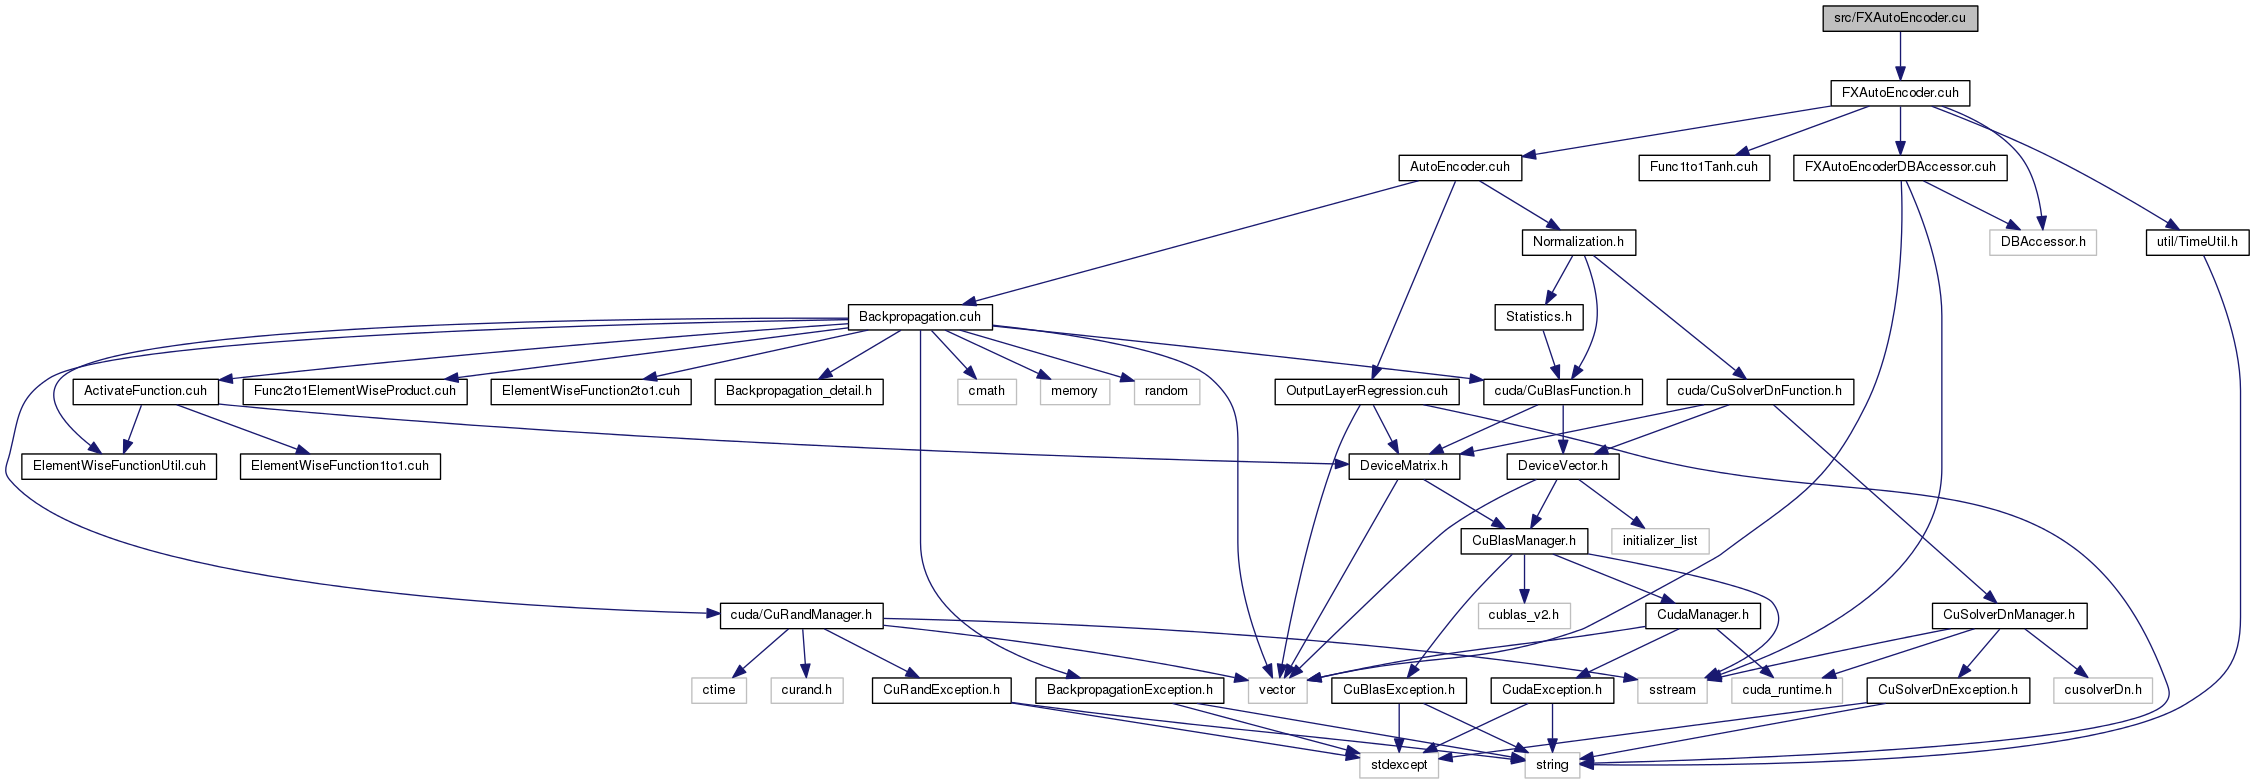 src/FXAutoEncoder.cu
FXAutoEncoder.cuh
AutoEncoder.cuh
Func1to1Tanh.cuh
FXAutoEncoderDBAccessor.cuh
Normalization.h
DBAccessor.h
util/TimeUtil.h
Backpropagation.cuh
Statistics.h
ActivateFunction.cuh
Func2to1ElementWiseProduct.cuh
ElementWiseFunction2to1.cuh
Backpropagation_detail.h
cmath
memory
random
OutputLayerRegression.cuh
cuda/CuBlasFunction.h
cuda/CuSolverDnFunction.h
ElementWiseFunctionUtil.cuh
ElementWiseFunction1to1.cuh
DeviceMatrix.h
DeviceVector.h
CuBlasManager.h
initializer_list
cuda/CuRandManager.h
cublas_v2.h
CudaManager.h
CuSolverDnManager.h
ctime
curand.h
CuRandException.h
BackpropagationException.h
vector
CuBlasException.h
CudaException.h
sstream
cuda_runtime.h
CuSolverDnException.h
cusolverDn.h
stdexcept
string